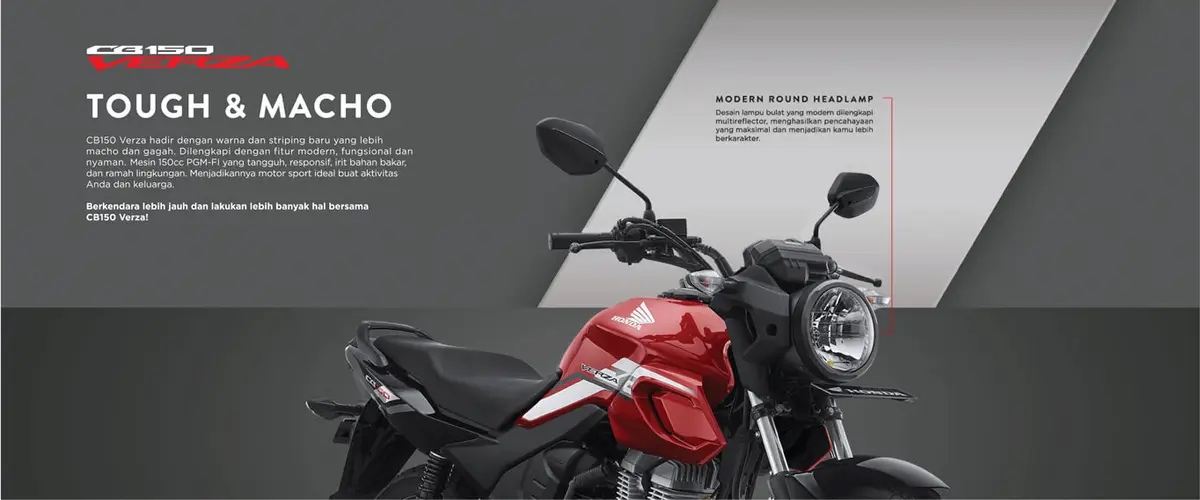 CB150
VERZA
TOUGH & MACHO
CB150 Verza hadir dengan warna dan striping baru yang lebih
macho dan gagah. Dilengkapi dengan fitur modern, fungsional dan
nyaman. Mesin 150cc PGM-FI yang tangguh, responsif, irit bahan bakar,
dan ramah lingkungan. Menjadikannya motor sport ideal buat aktivitas
Anda dan keluarga.
Berkendara lebih jauh dan lakukan lebih banyak hal bersama
CB150 Verza!
MODERN ROUND HEADLAMP
Desain lampu bulat yang modern dilengkapi
multireflector, menghasilkan pencahayaan
yang maksimal dan menjadikan kamu lebih
berkarakter.
HONDA
VERZA
CB150
HONDA